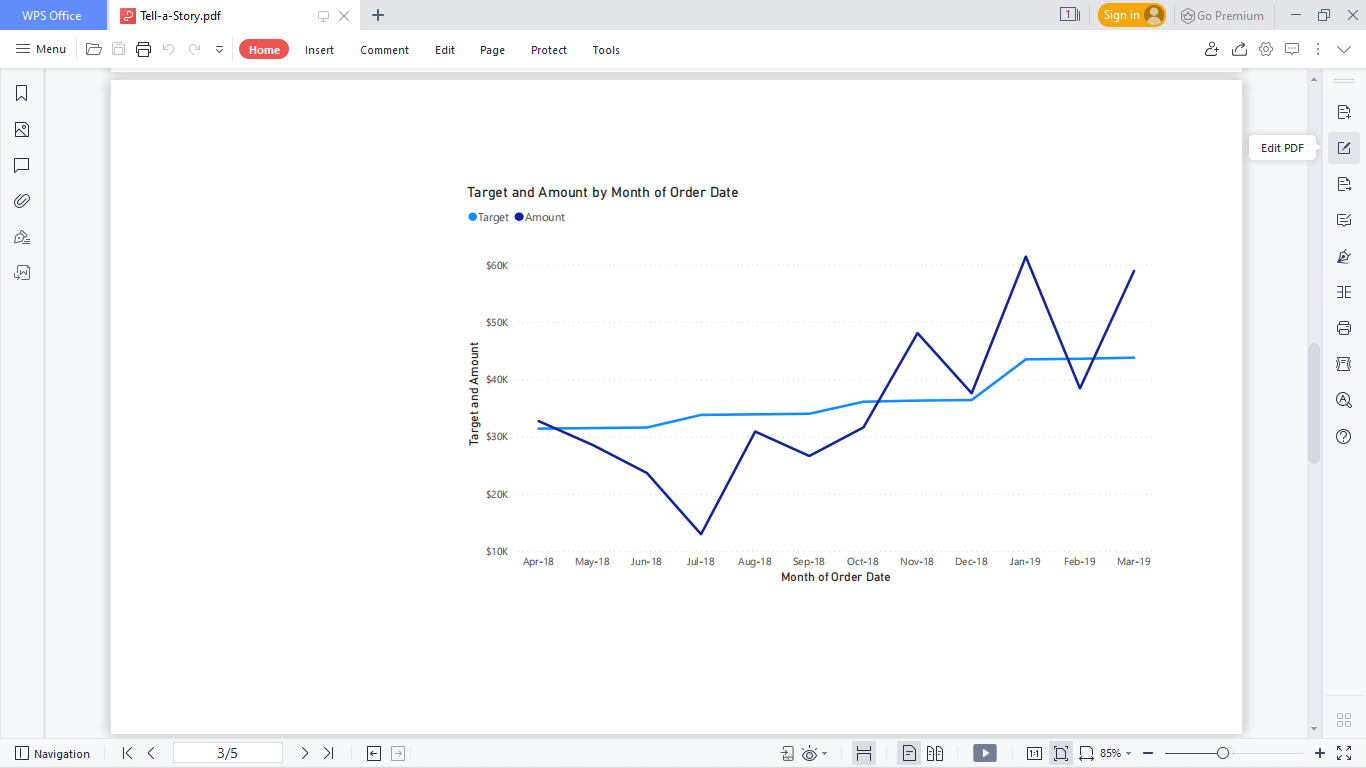 WPS Office
Tell-a-Story.pdf
1
Sign in
Go Premium
Menu
Home
Insert
Comment
Edit
Page
Protect
Tools
Edit PDF
Target and Amount by Month of Order Date
Target Amount
Target and Amount
$60K
$50K
$40K
$30K
$20K
$10K
Apr-18 May-18 Jun-18 Jul-18 Aug-18 Sep-18 Oct-18 Nov-18 Dec-18 Jan-19 Feb-19 Mar-19
Month of Order Date
Navigation
3/5
1:1
85%